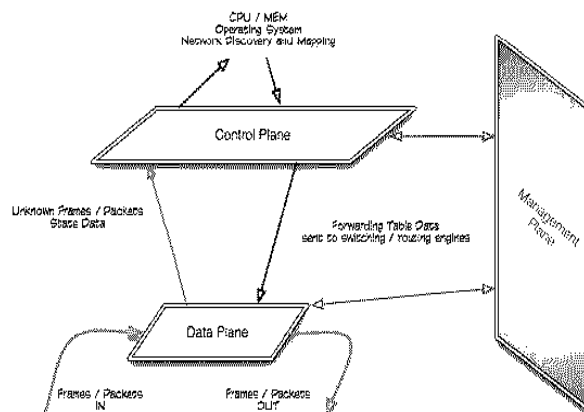 CPU / MEM
Operating System
Network Discovery and Mapping
Control Plane
Unknown Frames / Packets
State Data
Forwarding Table Data
sent to switching / routing engines
Management
Plane
Data Plane
Frames / Packets
IN
Frames / Packets
OUT